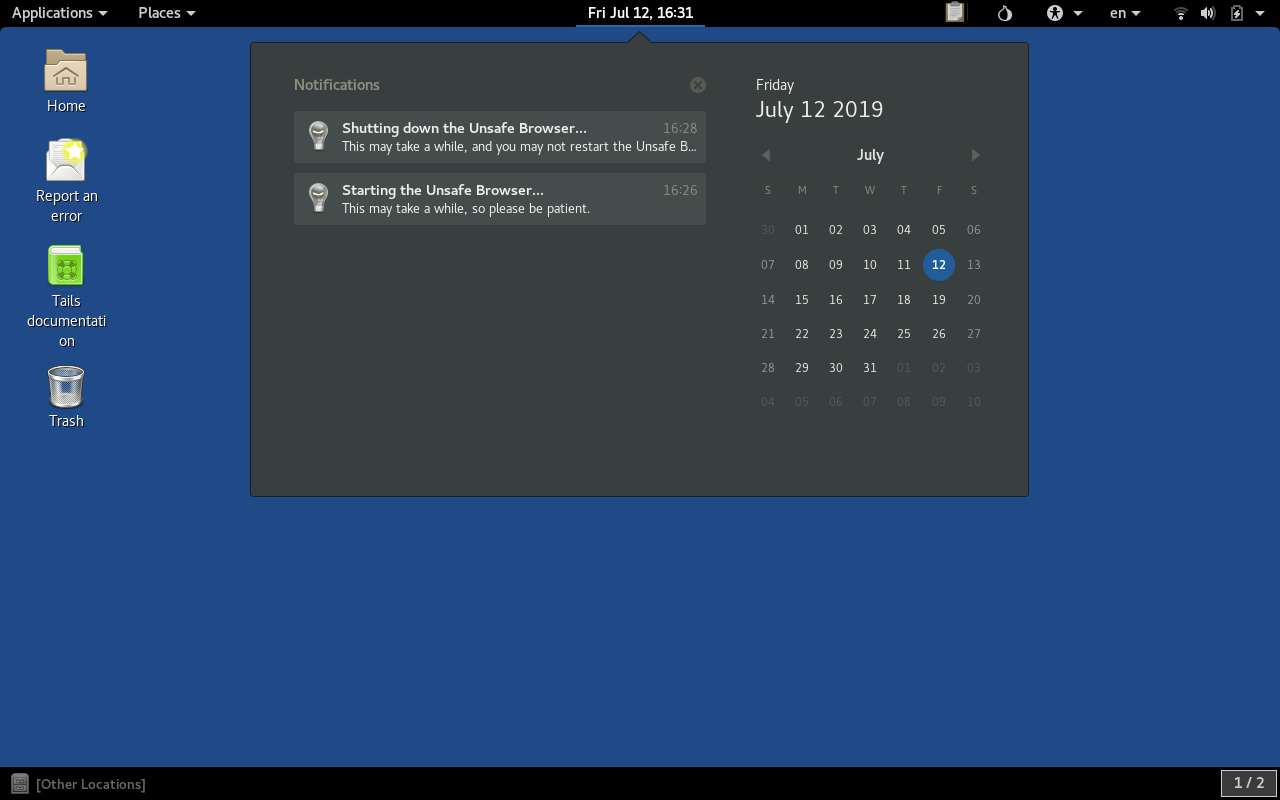 Applications Places Fri Jul 12, 16:31 en
Home
Report an
error
Tails
documentati
on
Trash
Notifications
Shutting down the Unsafe Browser... 16:28
This may take a while, and you may not restart the Unsafe B...
Starting the Unsafe Browser... 16:26
This may take a while, so please be patient.
Friday
July 12 2019
July
S M T W T F S
30 01 02 03 04 05 06
07 08 09 10 11 12 13
14 15 16 17 18 19 20
21 22 23 24 25 26 27
28 29 30 31 01 02 03
04 05 06 07 08 09 10
[Other Locations] 1 / 2